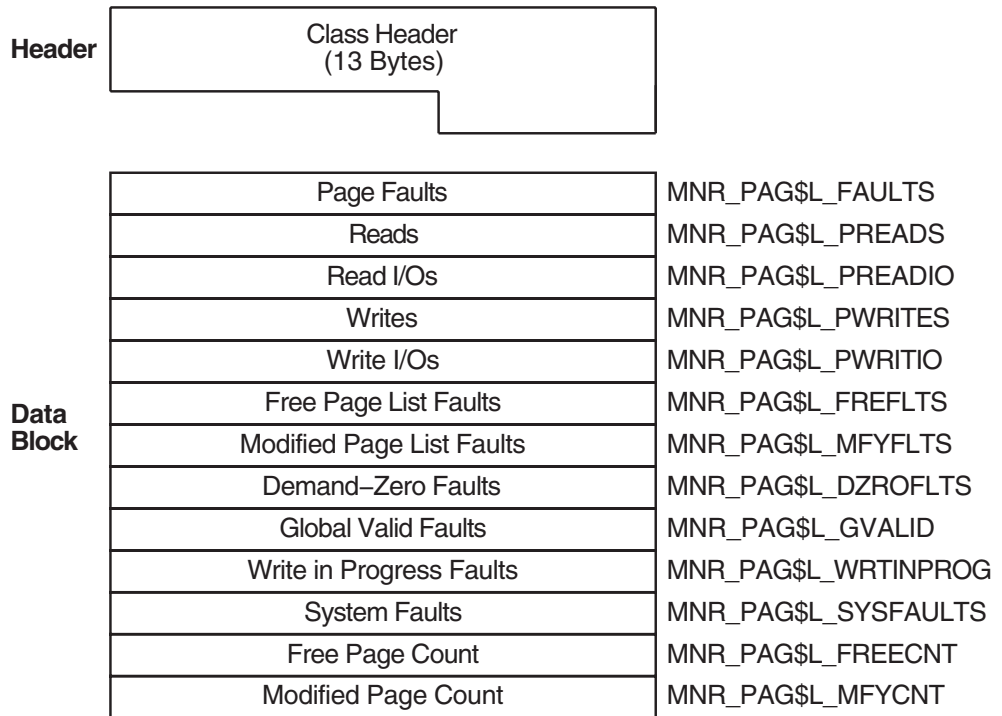 Header
Class Header
(13 Bytes)
Page Faults MNR_PAG$L_FAULTS
Reads MNR_PAG$L_PREADS
Read I/Os MNR_PAG$L_PREADIO
Writes MNR_PAG$L_PWRITES
Write I/Os MNR_PAG$L_PWRITIO
Data
Block
Free Page List Faults MNR_PAG$L_FREFLTS
Modified Page List Faults MNR_PAG$L_MFYFLTS
Demand−Zero Faults MNR_PAG$L_DZROFLTS
Global Valid Faults MNR_PAG$L_GVALID
Write in Progress Faults MNR_PAG$L_WRTINPROG
System Faults MNR_PAG$L_SYSFAULTS
Free Page Count MNR_PAG$L_FREECNT
Modified Page Count MNR_PAG$L_MFYCNT